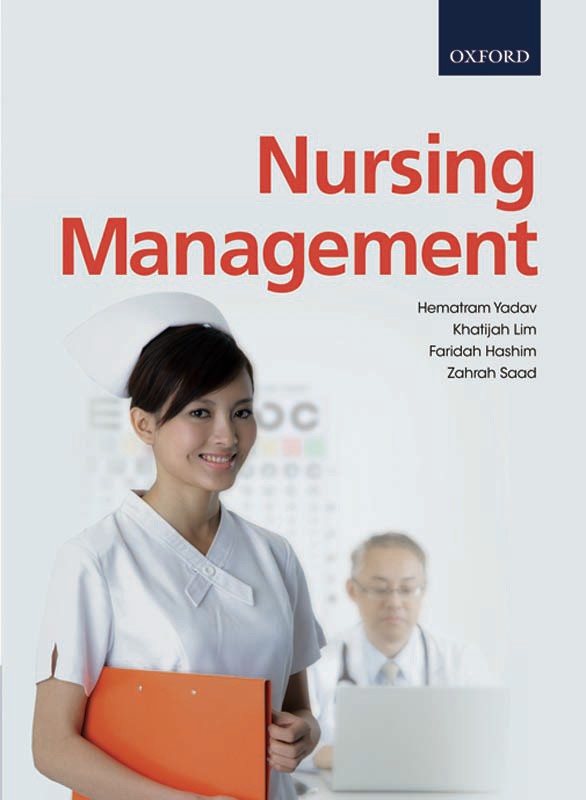 OXFORD
Nursing
Management
Hematram Yadav
Khatijah Lim
Faridah Hashim
Zahrah Saad